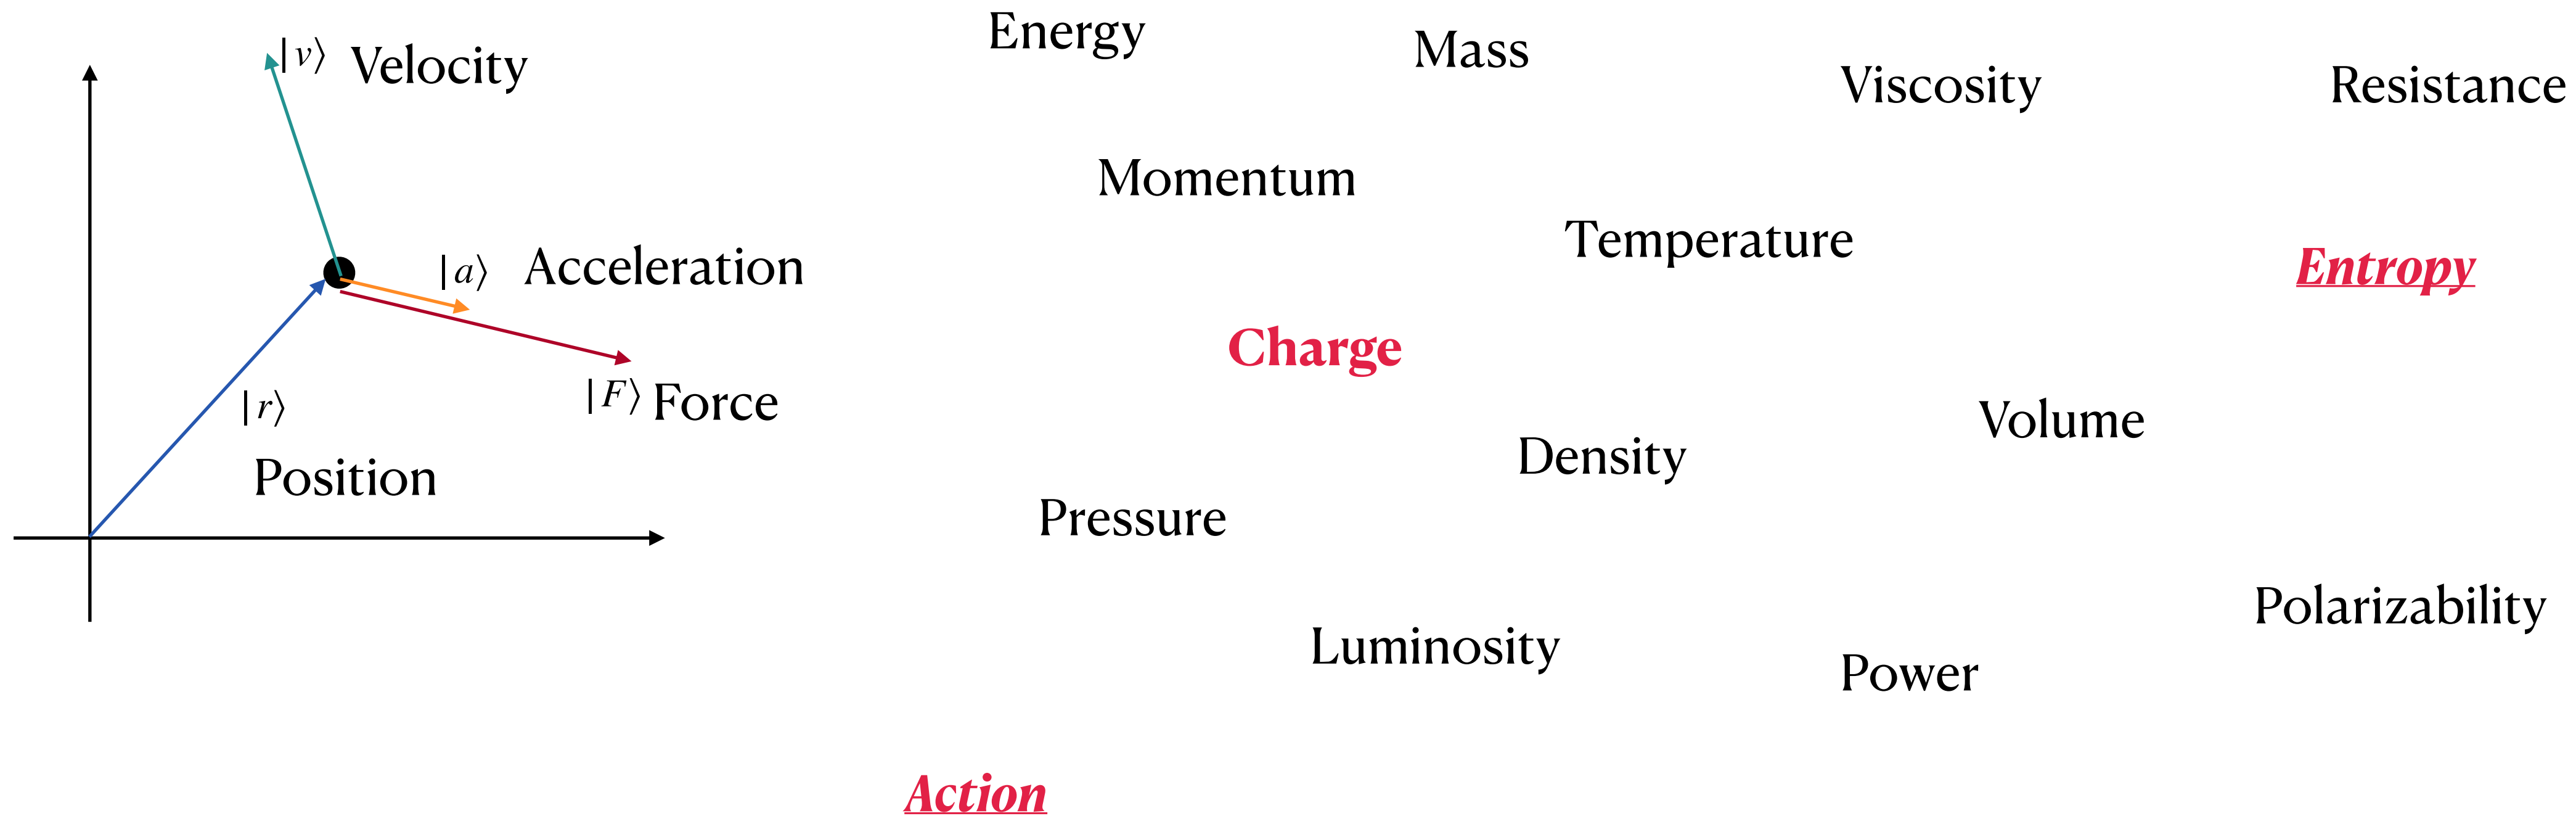 |v⟩ Velocity
|a⟩ Acceleration
|F⟩ Force
|r⟩
Position
Energy
Mass
Viscosity
Resistance
Momentum
Temperature
Entropy
Charge
Volume
Density
Pressure
Polarizability
Luminosity
Power
Action